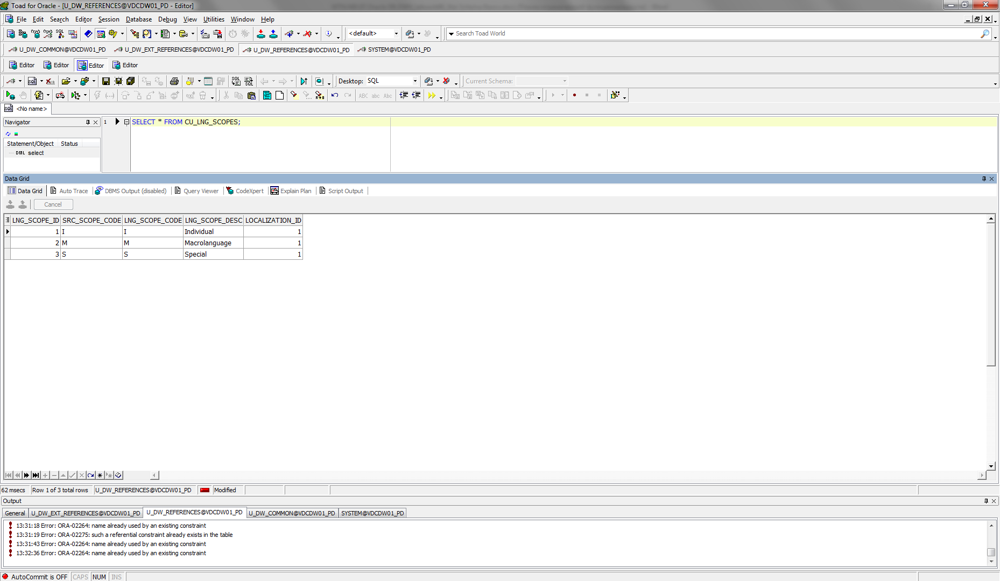 Toad for Oracle - [U_DW_REFERENCES@VDCDW01_PD - Editor]
File Edit Search Editor Session Database Debug View Utilities Window Help
<default> Search Toad World
U_DW_COMMON@VDCDW01_PD U_DW_EXT_REFERENCES@VDCDW01_PD U_DW_REFERENCES@VDCDW01_PD SYSTEM@VDCDW01_PD
Editor Editor Editor Editor
Desktop: SQL Current Schema:
<No name>
Navigator
1 SELECT * FROM CU_LNG_SCOPES;
Statement/Object Status
DML select
Data Grid
Data Grid Auto Trace DBMS Output (disabled) Query Viewer CodeXpert Explain Plan Script Output
Cancel
LNG_SCOPE_ID SRC_SCOPE_CODE LNG_SCOPE_CODE LNG_SCOPE_DESC LOCALIZATION_ID
1 I I Individual 1
2 M M Macrolanguage 1
3 S S Special 1
62 msecs Row 1 of 3 total rows U_DW_REFERENCES@VDCDW01_PD Modified
Output
General U_DW_EXT_REFERENCES@VDCDW01_PD U_DW_REFERENCES@VDCDW01_PD U_DW_COMMON@VDCDW01_PD SYSTEM@VDCDW01_PD
13:31:18 Error: ORA-02264: name already used by an existing constraint
13:31:19 Error: ORA-02275: such a referential constraint already exists in the table
13:31:43 Error: ORA-02264: name already used by an existing constraint
13:32:36 Error: ORA-02264: name already used by an existing constraint
AutoCommit is OFF CAPS NUM INS